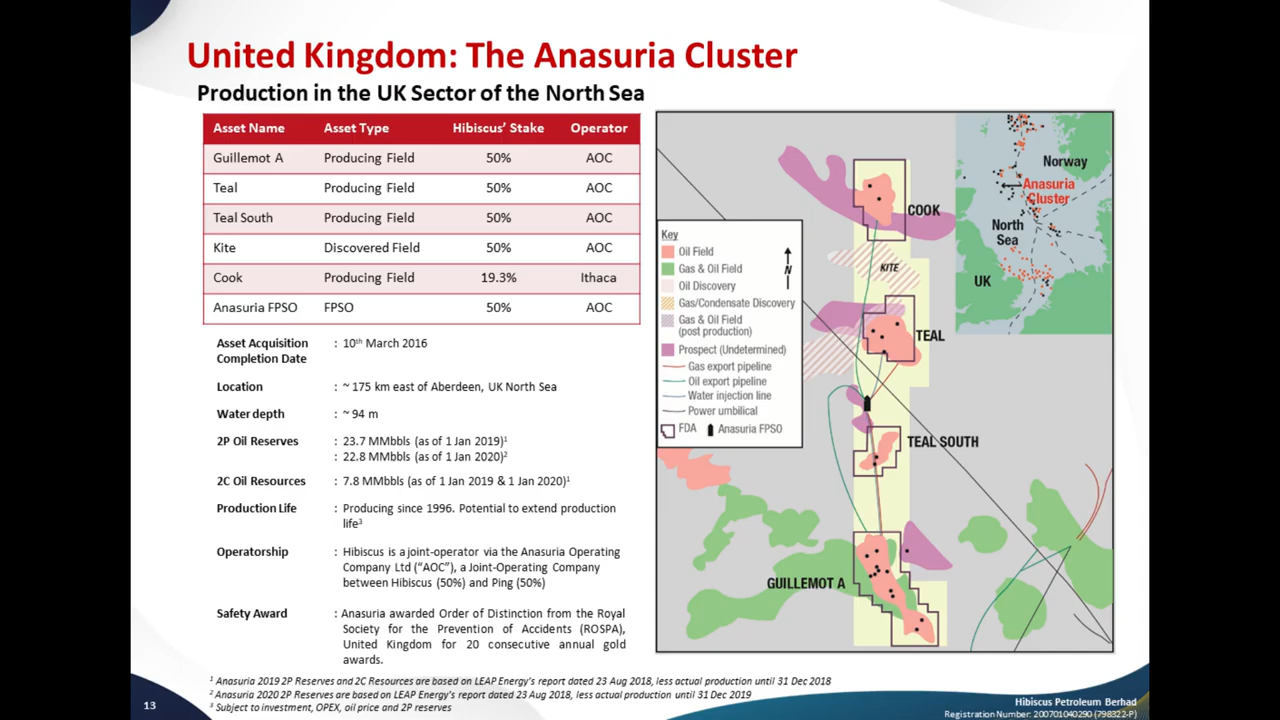 United Kingdom: The Anasuria Cluster
Production in the UK Sector of the North Sea
Asset Name Asset Type Hibiscus' Stake Operator
Guillemot A Producing Field 50% AOC
Teal Producing Field 50% AOC
Teal South Producing Field 50% AOC
Kite Discovered Field 50% AOC
Cook Producing Field 19.3% Ithaca
Anasuria FPSO FPSO 50% AOC
Asset Acquisition Completion Date : 10th March 2016
Location : ~ 175 km east of Aberdeen, UK North Sea
Water depth : ~ 94 m
2P Oil Reserves : 23.7 MMbbls (as of 1 Jan 2019)1
: 22.8 MMbbls (as of 1 Jan 2020)2
2C Oil Resources : 7.8 MMbbls (as of 1 Jan 2019 & 1 Jan 2020)1
Production Life : Producing since 1996. Potential to extend production
life3
Operatorship : Hibiscus is a joint-operator via the Anasuria Operating
Company Ltd ("AOC"), a Joint-Operating Company
between Hibiscus (50%) and Ping (50%)
Safety Award : Anasuria awarded Order of Distinction from the Royal
Society for the Prevention of Accidents (ROSPA),
United Kingdom for 20 consecutive annual gold
awards.
Key
Oil Field
Gas & Oil Field
Oil Discovery
Gas/Condensate Discovery
Gas & Oil Field
(post production)
Prospect (Undetermined)
Gas export pipeline
Oil export pipeline
Water injection line
Power umbilical
FDA Anasuria FPSO
N
COOK
KITE
TEAL
TEAL SOUTH
GUILLEMOT A
Norway
Anasuria
Cluster
North
Sea
UK
1 Anasuria 2019 2P Reserves and 2C Resources are based on LEAP Energy's report dated 23 Aug 2018, less actual production until 31 Dec 2018
2 Anasuria 2020 2P Reserves are based on LEAP Energy's report dated 23 Aug 2018, less actual production until 31 Dec 2019
3 Subject to investment, OPEX, oil price and 2P reserves
13
Hibiscus Petroleum Berhad
Registration Number: 200701040290 (798322-P)